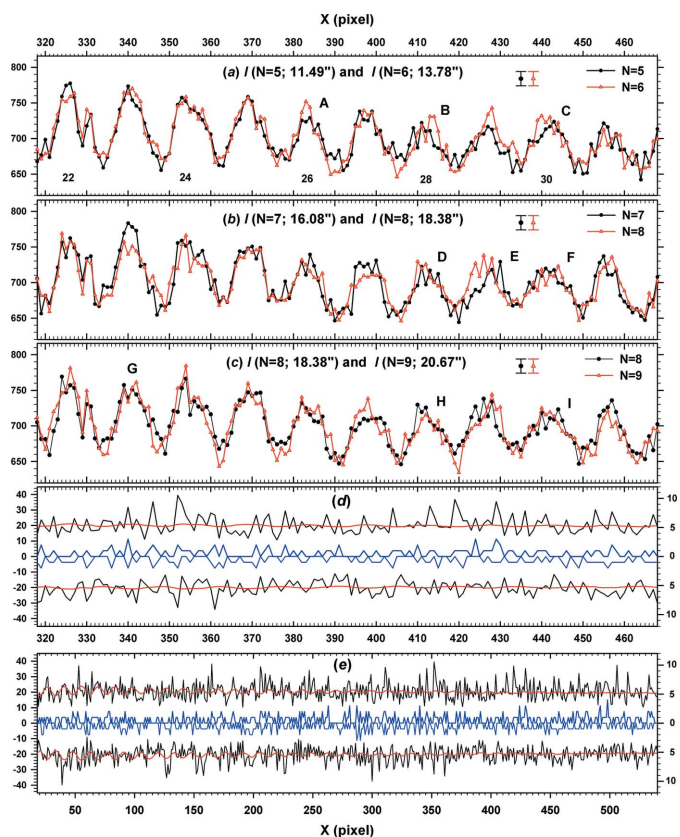 X (pixel)
320 330 340 350 360 370 380 390 400 410 420 430 440 450 460
(a) I (N=5; 11.49") and I (N=6; 13.78")
N=5
N=6
800
750
700
650
A B C
22 24 26 28 30
(b) I (N=7; 16.08") and I (N=8; 18.38")
N=7
N=8
800
750
700
650
D E F
(c) I (N=8; 18.38") and I (N=9; 20.67")
N=8
N=9
800
750
700
650
G H I
(d)
40 30 20 10 0 -10 -20 -30 -40
10 5 0 5 10
320 330 340 350 360 370 380 390 400 410 420 430 440 450 460
(e)
40 30 20 10 0 -10 -20 -30 -40
10 5 0 5 10
50 100 150 200 250 300 350 400 450 500
X (pixel)